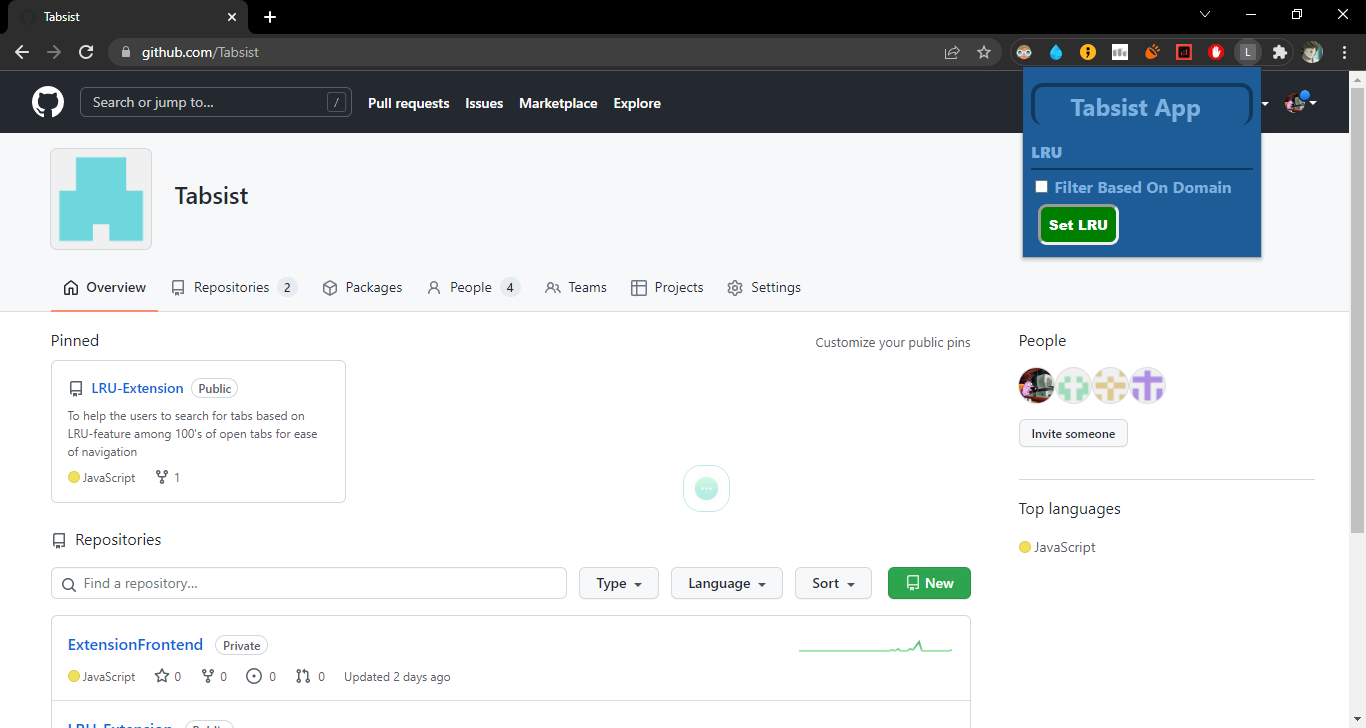 Tabsist
github.com/Tabsist
L
Search or jump to... /
Pull requests Issues Marketplace Explore
Tabsist App
LRU
Filter Based On Domain
Set LRU
Tabsist
Overview Repositories 2 Packages People 4 Teams Projects Settings
Pinned
Customize your public pins
LRU-Extension Public
To help the users to search for tabs based on
LRU-feature among 100's of open tabs for ease
of navigation
JavaScript 1
Repositories
Find a repository...
Type Language Sort New
ExtensionFrontend Private
JavaScript 0 0 0 0 Updated 2 days ago
LRU-Extension Public
People
Invite someone
Top languages
JavaScript